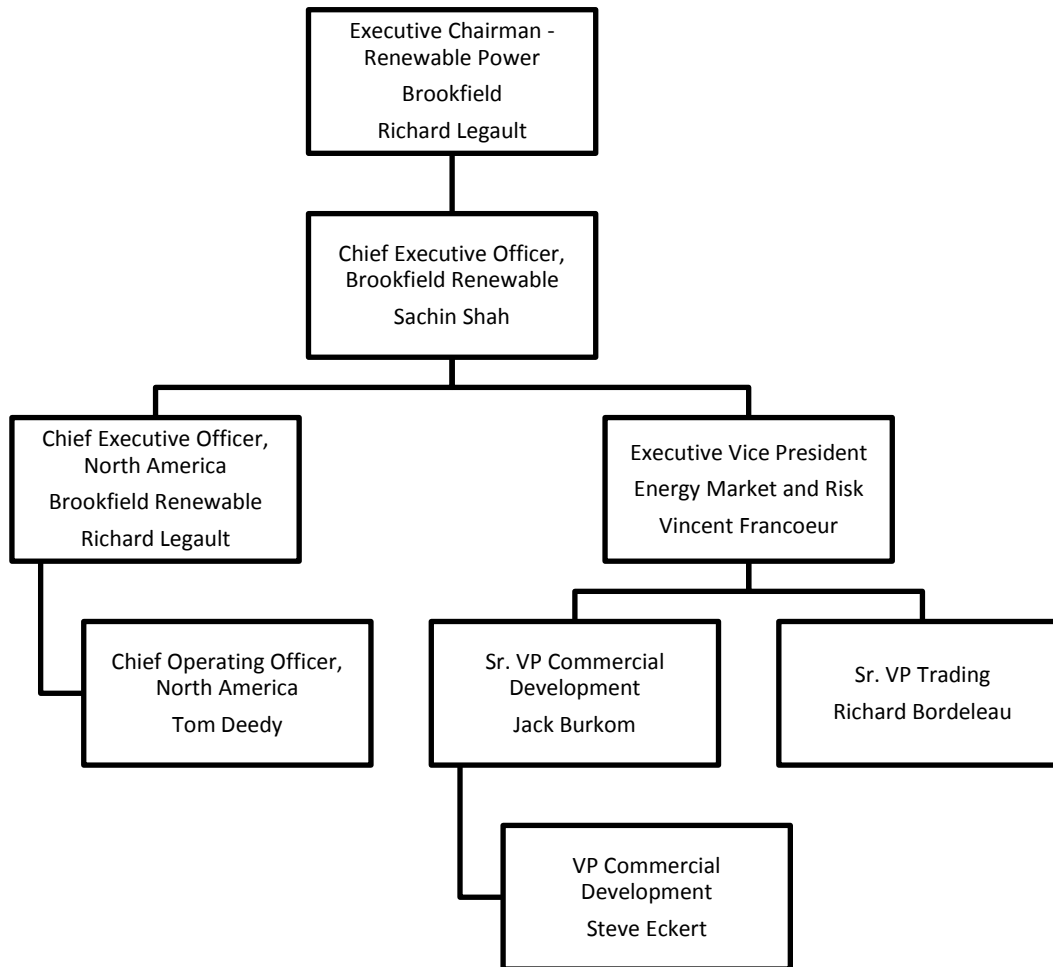 Executive Chairman -
Renewable Power
Brookfield
Richard Legault
Chief Executive Officer,
Brookfield Renewable
Sachin Shah
Chief Executive Officer,
North America
Brookfield Renewable
Richard Legault
Executive Vice President
Energy Market and Risk
Vincent Francoeur
Chief Operating Officer,
North America
Tom Deedy
Sr. VP Commercial
Development
Jack Burkom
Sr. VP Trading
Richard Bordeleau
VP Commercial
Development
Steve Eckert